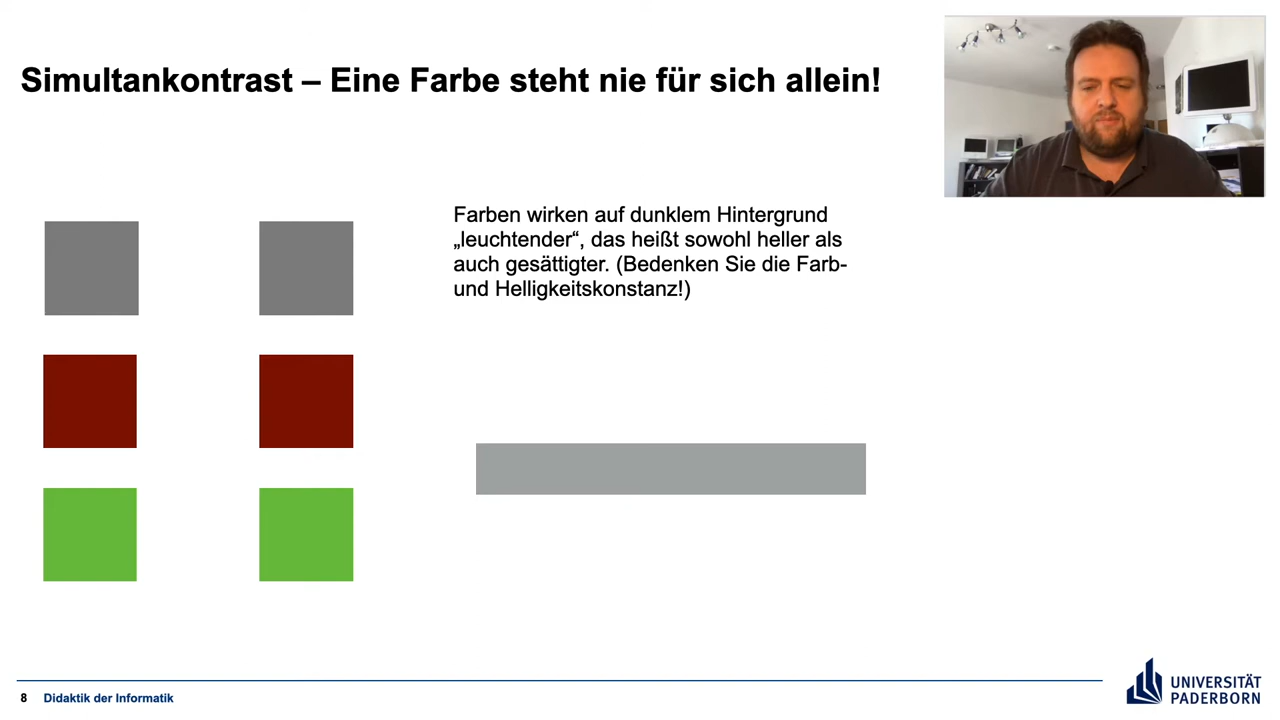 Simultankontrast – Eine Farbe steht nie für sich allein!
Farben wirken auf dunklem Hintergrund
„leuchtender“, das heißt sowohl heller als
auch gesättigter. (Bedenken Sie die Farb-
und Helligkeitskonstanz!)
8 Didaktik der Informatik
UNIVERSITÄT
PADERBORN